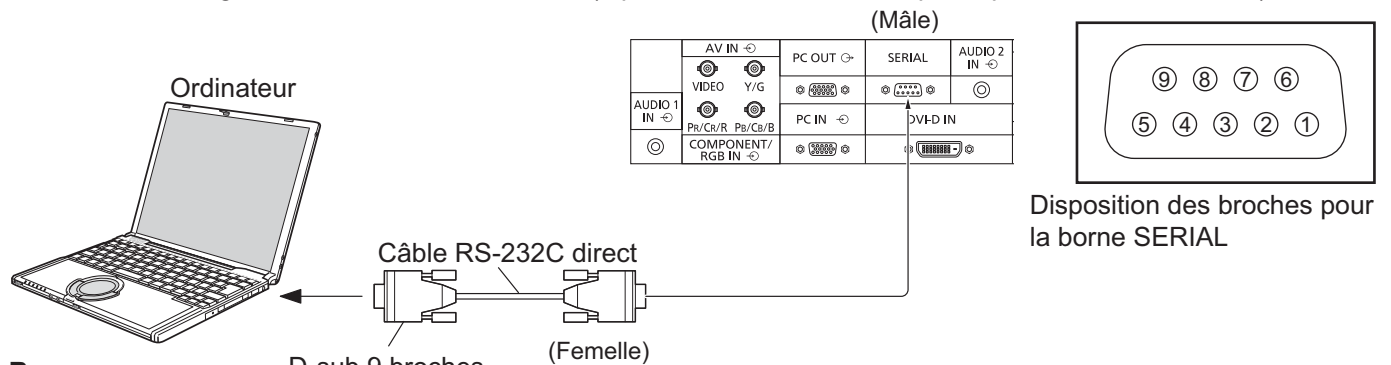 (Mâle)
AV IN
PC OUT
SERIAL
AUDIO 2 IN
VIDEO
Y/G
AUDIO 1 IN
PR/CR/R
PB/CB/B
PC IN
DVI-D IN
COMPONENT/
RGB IN
9 8 7 6
5 4 3 2 1
Disposition des broches pour
la borne SERIAL
Ordinateur
Câble RS-232C direct
(Femelle)
D-sub 9 broches